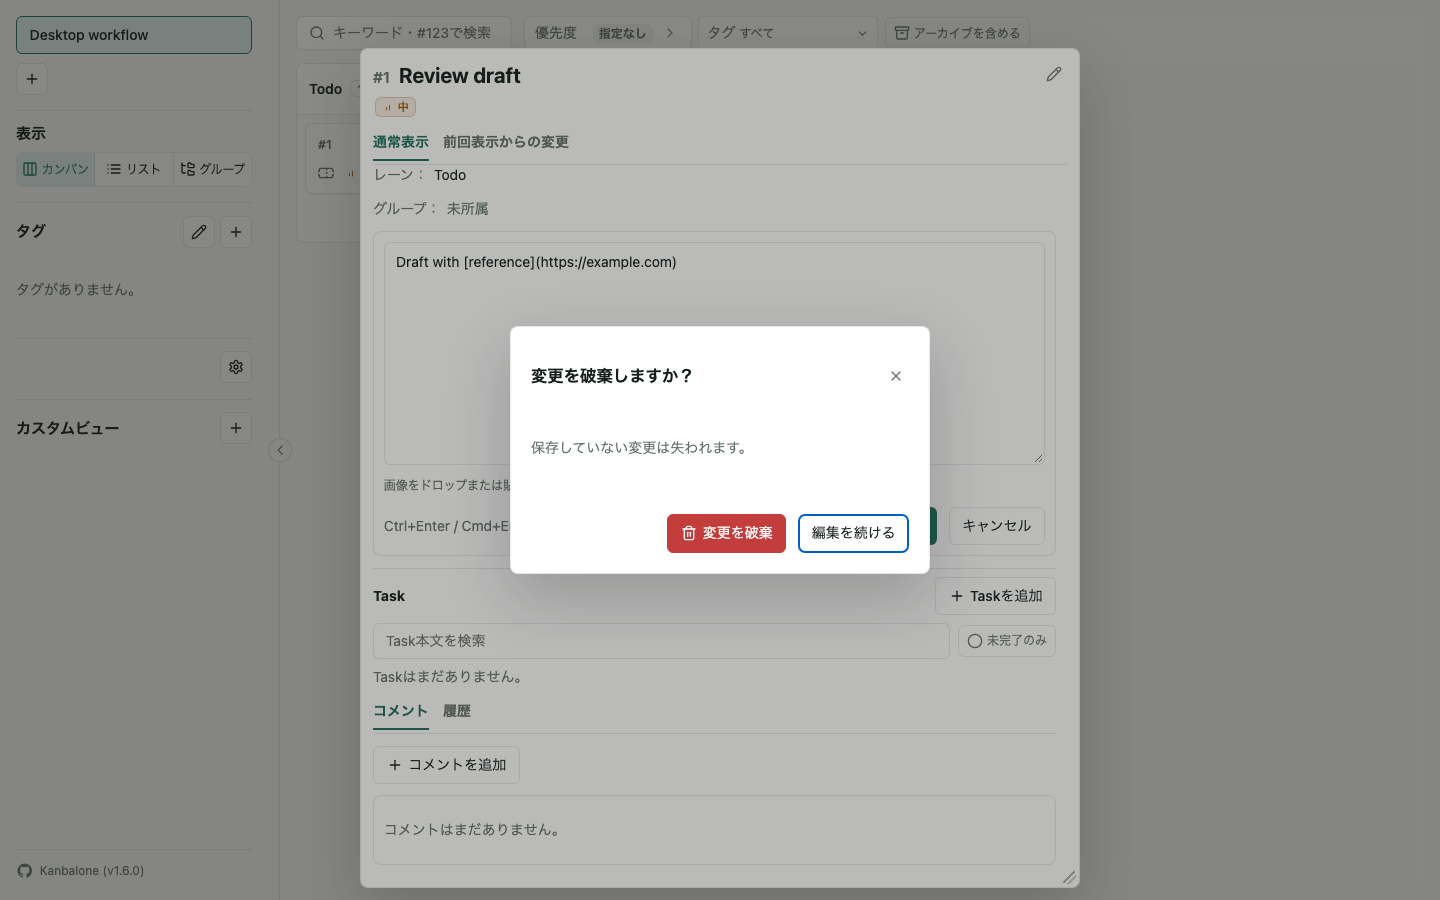 Desktop workflow
キーワード・#123で検索
優先度 指定なし
タグ すべて
アーカイブを含める
表示
カンバン
リスト
グループ
タグ
タグがありません。
カスタムビュー
Kanbalone (v1.6.0)
Todo
#1
#1 Review draft
中
通常表示
前回表示からの変更
レーン： Todo
グループ： 未所属
Draft with [reference](https://example.com)
画像をドロップまたは
Ctrl+Enter / Cmd+E
キャンセル
変更を破棄しますか？
保存していない変更は失われます。
変更を破棄
編集を続ける
Task
Taskを追加
Task本文を検索
未完了のみ
Taskはまだありません。
コメント
履歴
コメントを追加
コメントはまだありません。